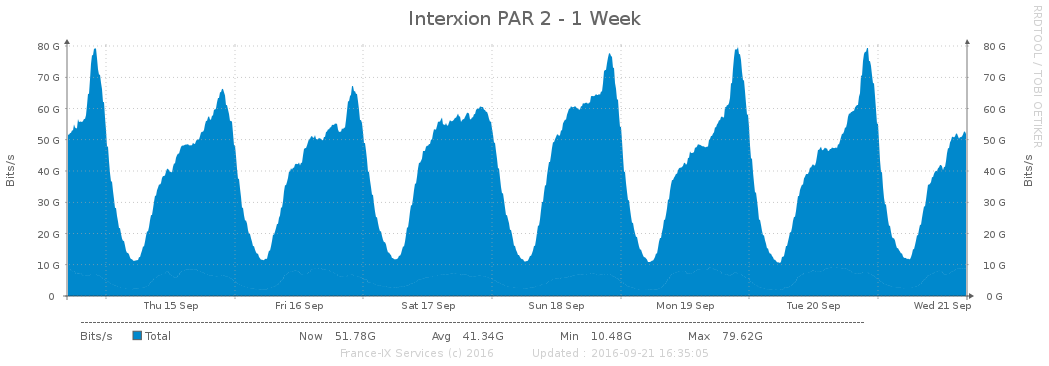 Interxion PAR 2 - 1 Week
RRDTOOL / TOBI OETIKER
80 G 80 G
70 G 70 G
60 G 60 G
50 G 50 G
40 G 40 G
30 G 30 G
20 G 20 G
10 G 10 G
0 0 G
Bits/s Bits/s
Thu 15 Sep Fri 16 Sep Sat 17 Sep Sun 18 Sep Mon 19 Sep Tue 20 Sep Wed 21 Sep
Bits/s Total Now 51.78G Avg 41.34G Min 10.48G Max 79.62G
France-IX Services (c) 2016 Updated : 2016-09-21 16:35:05